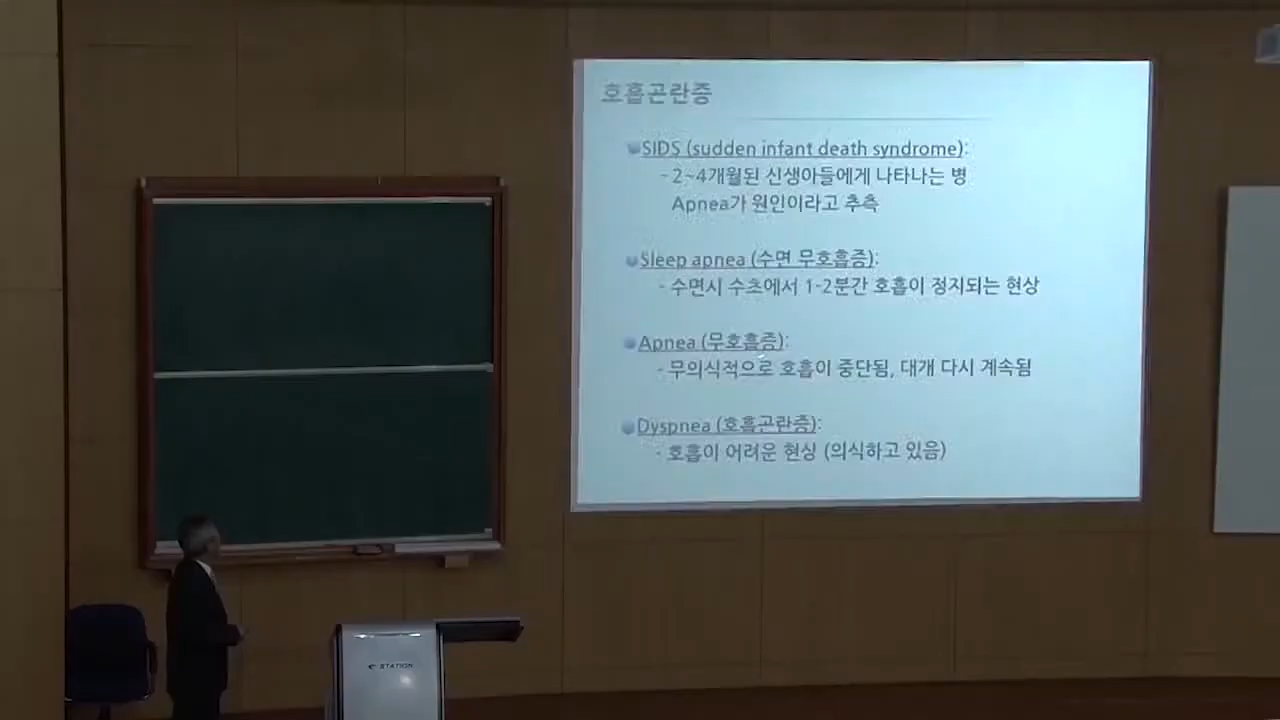 호흡곤란증
SIDS (sudden infant death syndrome):
- 2~4개월된 신생아들에게 나타나는 병
Apnea가 원인이라고 추측
Sleep apnea (수면 무호흡증):
- 수면시 수초에서 1-2분간 호흡이 정지되는 현상
Apnea (무호흡증):
- 무의식적으로 호흡이 중단됨, 대개 다시 계속됨
Dyspnea (호흡곤란증):
- 호흡이 어려운 현상 (의식하고 있음)
STATION